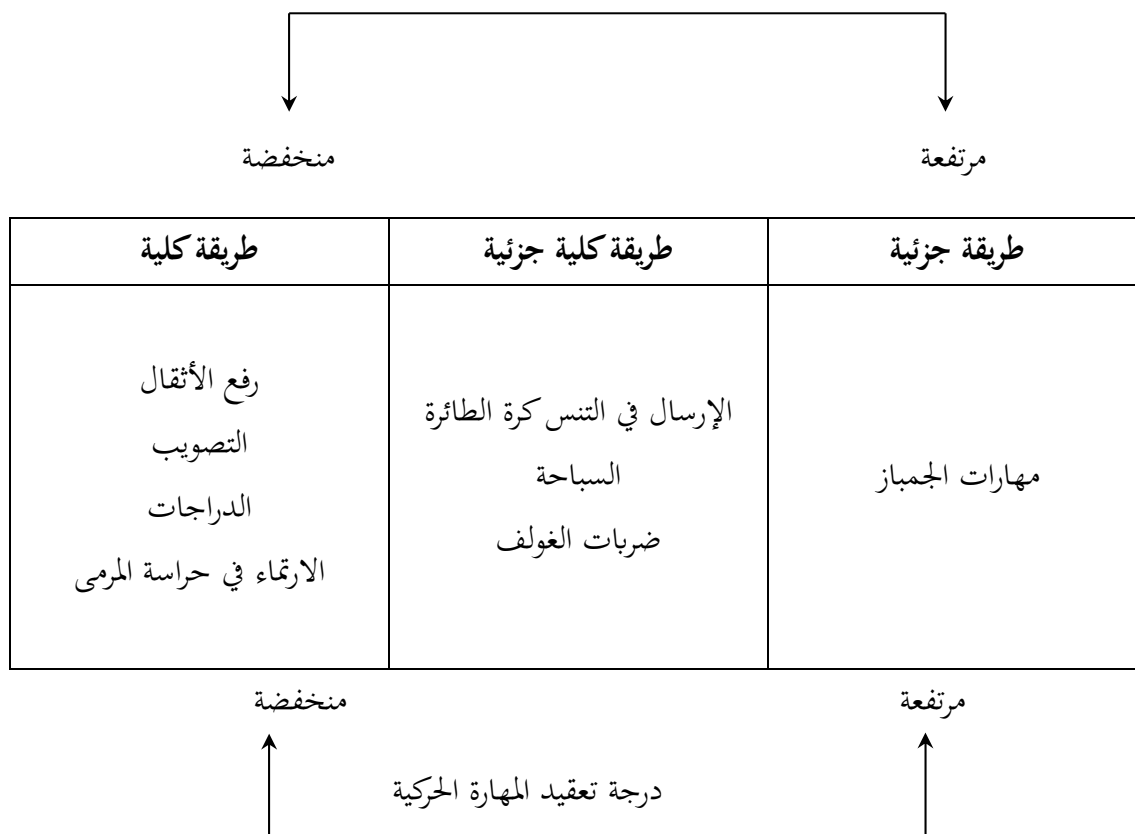 مرتفعة
منخفضة
طريقة جزئية
طريقة كلية جزئية
طريقة كلية
مهارات الجمباز
الإرسال في التنس كرة الطائرة
السباحة
ضربات الغولف
رفع الأثقال
التصويب
الدراجات
الارتماء في حراسة المرمى
مرتفعة
منخفضة
درجة تعقيد المهارة الحركية